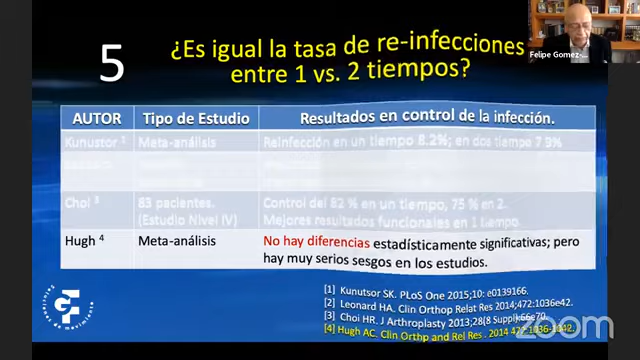 5
¿Es igual la tasa de re-infecciones
entre 1 vs. 2 tiempos?
Felipe Gomez-
AUTOR Tipo de Estudio Resultados en control de la infección.
Kunustor 1 Meta-análisis Reinfección en un tiempo 8.2%; en dos tiempo 7.9%
Choi 3 83 pacientes. Control del 82 % en un tiempo, 75 % en 2.
(Estudio Nivel IV) Mejores resultados funcionales en 1 tiempo.
Hugh 4 Meta-análisis No hay diferencias estadísticamente significativas; pero
hay muy serios sesgos en los estudios.
[1] Kunutsor SK. PLoS One 2015;10: e0139166.
[2] Leonard HA. Clin Orthop Relat Res 2014;472:1036e42.
[3] Choi HR. J Arthroplasty 2013;28(8 Suppl):66e70.
[4] Hugh AC. Clin Orthp and Rel Res. 2014 472:1036-1042.
zoom